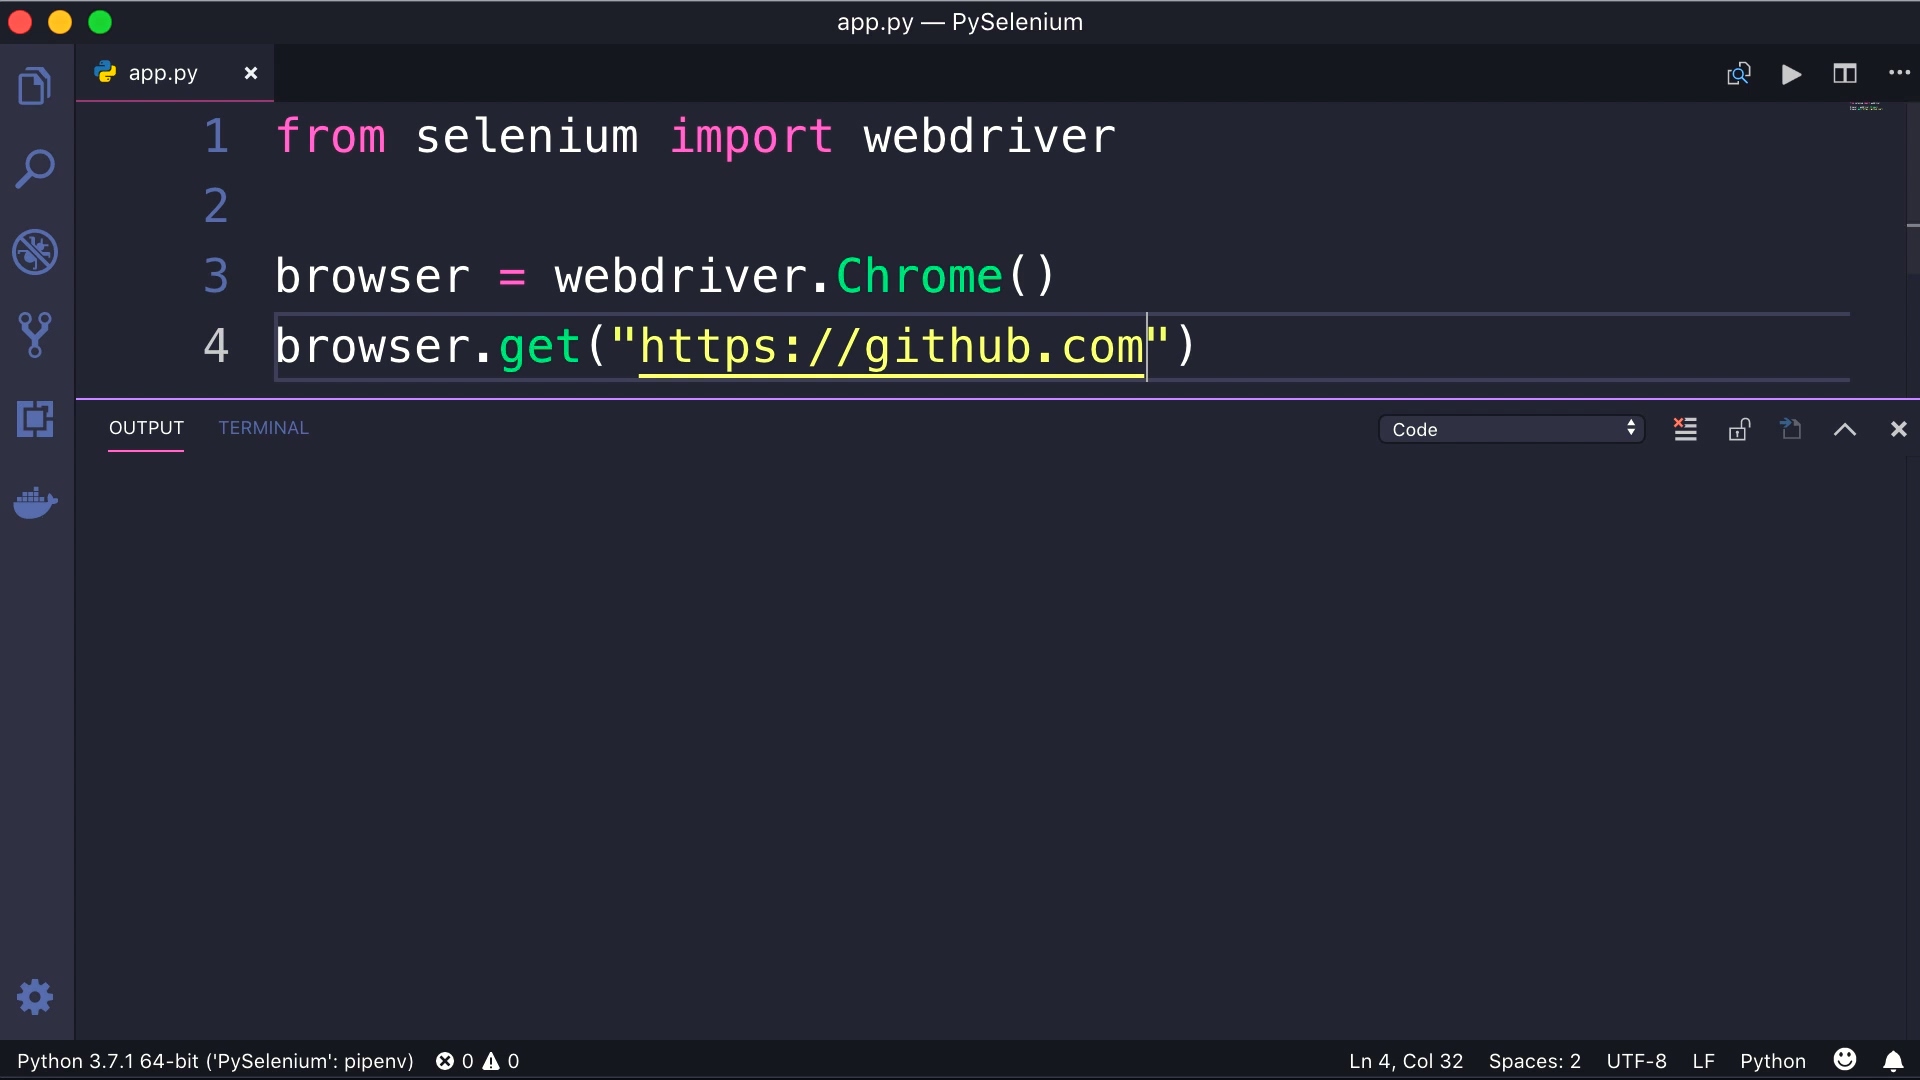 app.py — PySelenium
app.py
1 from selenium import webdriver
2
3 browser = webdriver.Chrome()
4 browser.get("https://github.com")
OUTPUT TERMINAL Code
Python 3.7.1 64-bit ('PySelenium': pipenv) 0 0 Ln 4, Col 32 Spaces: 2 UTF-8 LF Python